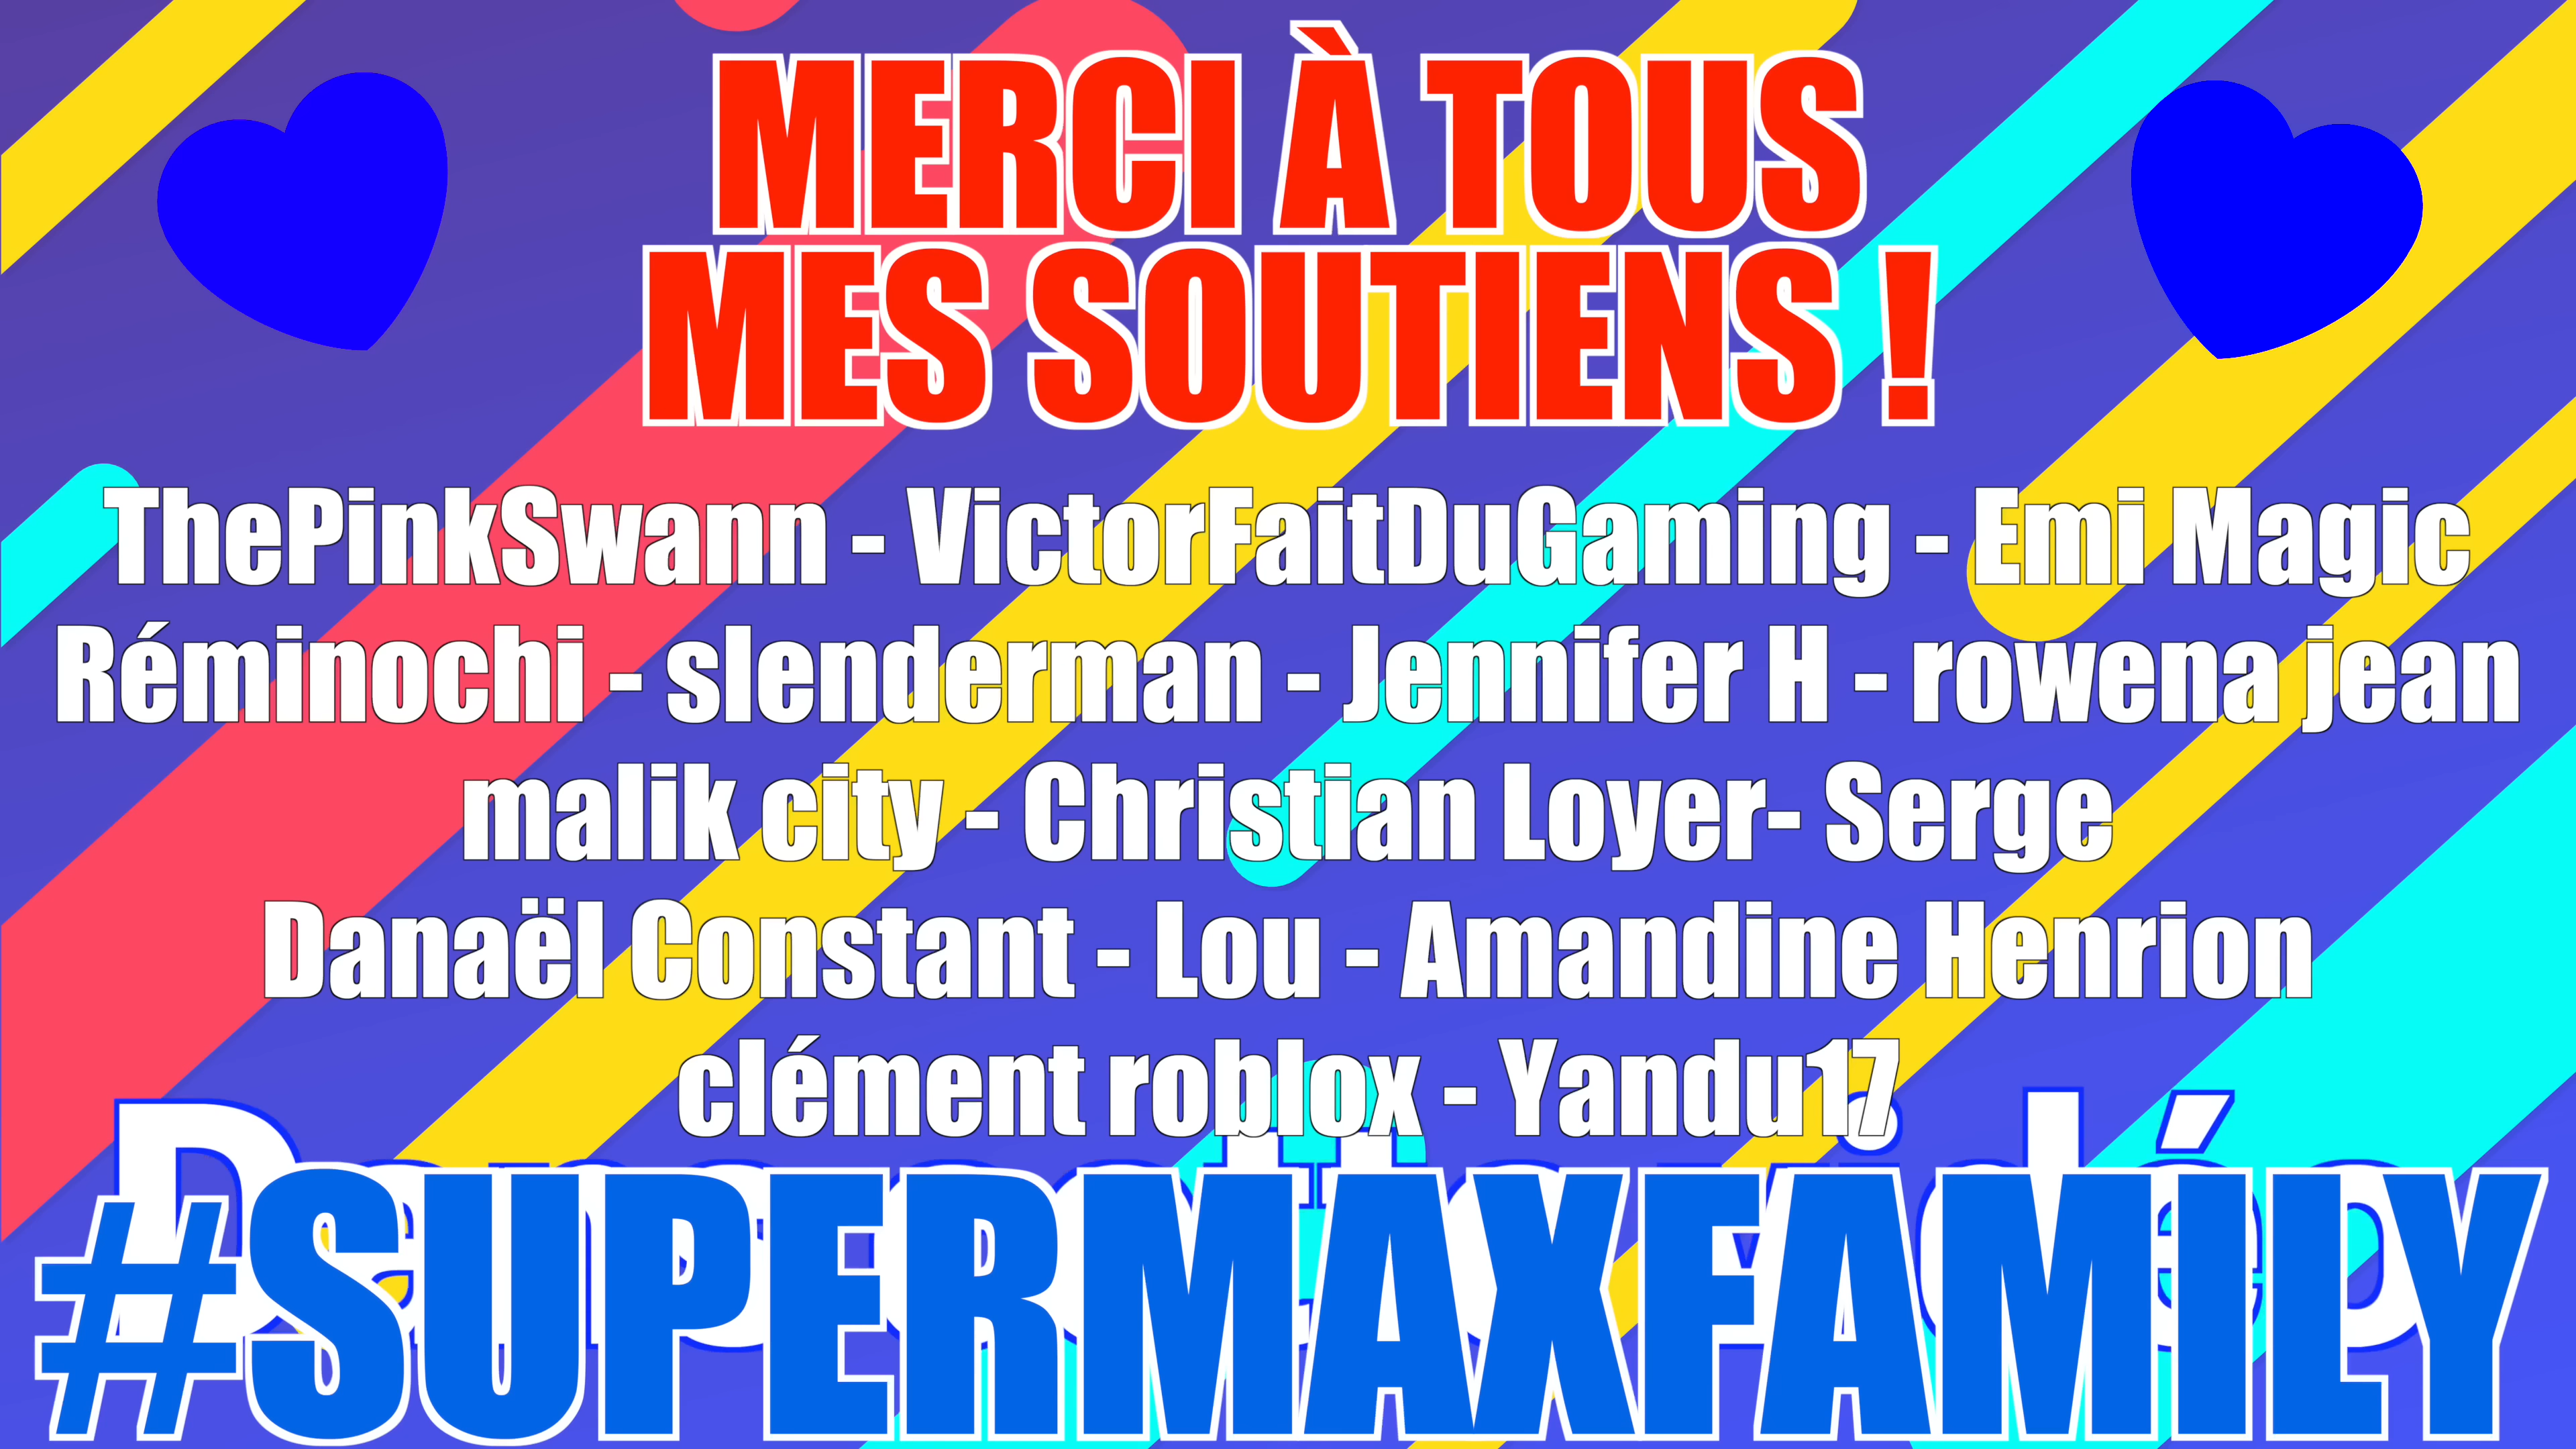 MERCI À TOUS
MES SOUTIENS !
ThePinkSwann - VictorFaitDuGaming - Emi Magic
Réminochi - slenderman - Jennifer H - rowena jean
malik city - Christian Loyer- Serge
Danaël Constant - Lou - Amandine Henrion
clément roblox - Yandu17
#SUPERMAXFAMILY